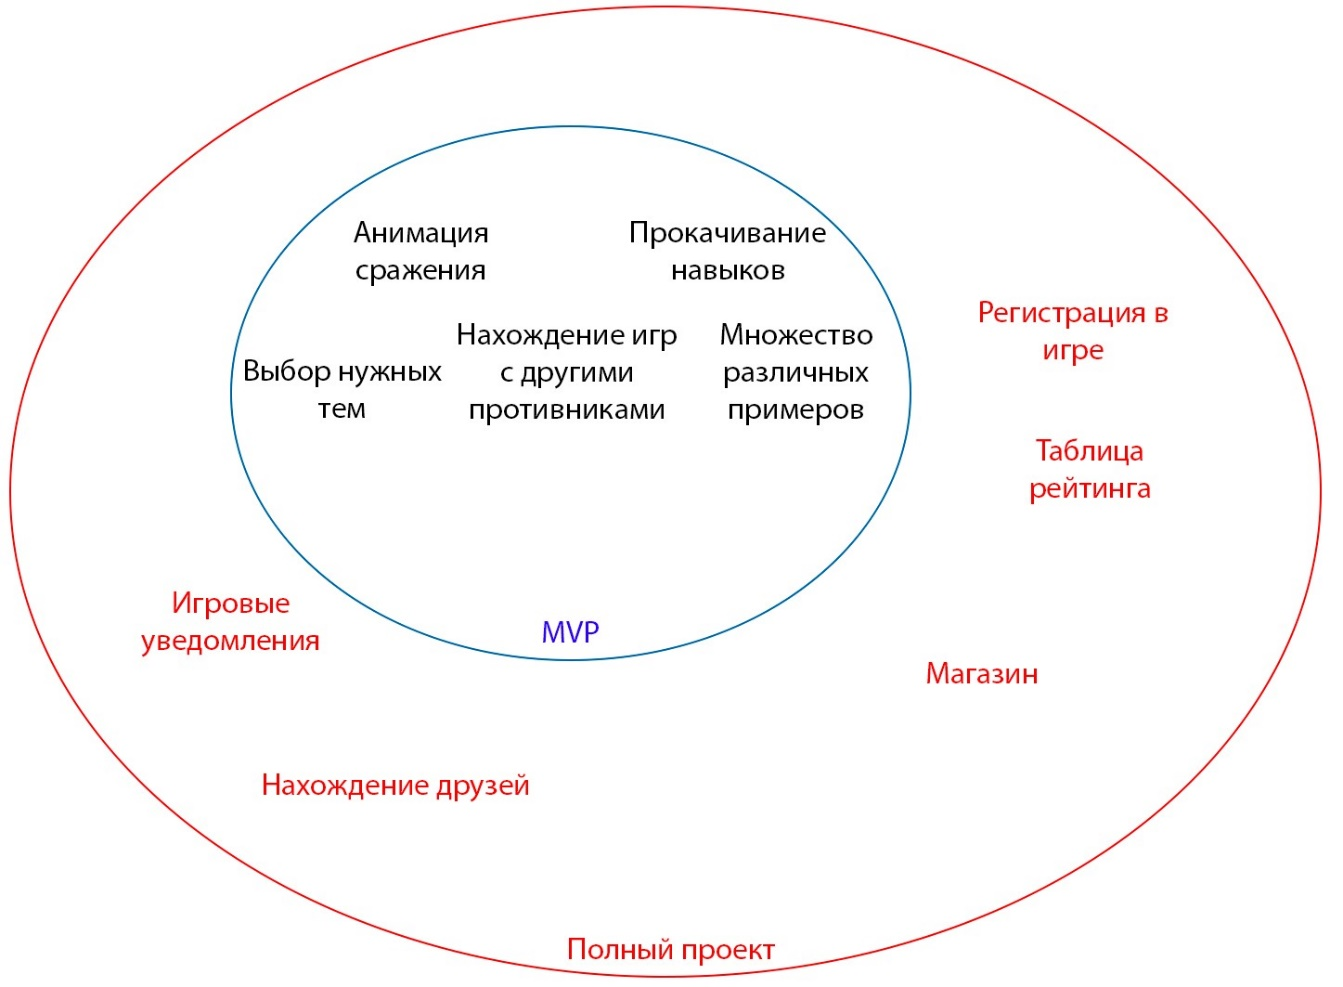 Анимация
сражения
Прокачивание
навыков
Выбор нужных
тем
Нахождение игр
с другими
противниками
Множество
различных
примеров
MVP
Регистрация в
игре
Таблица
рейтинга
Игровые
уведомления
Магазин
Нахождение друзей
Полный проект